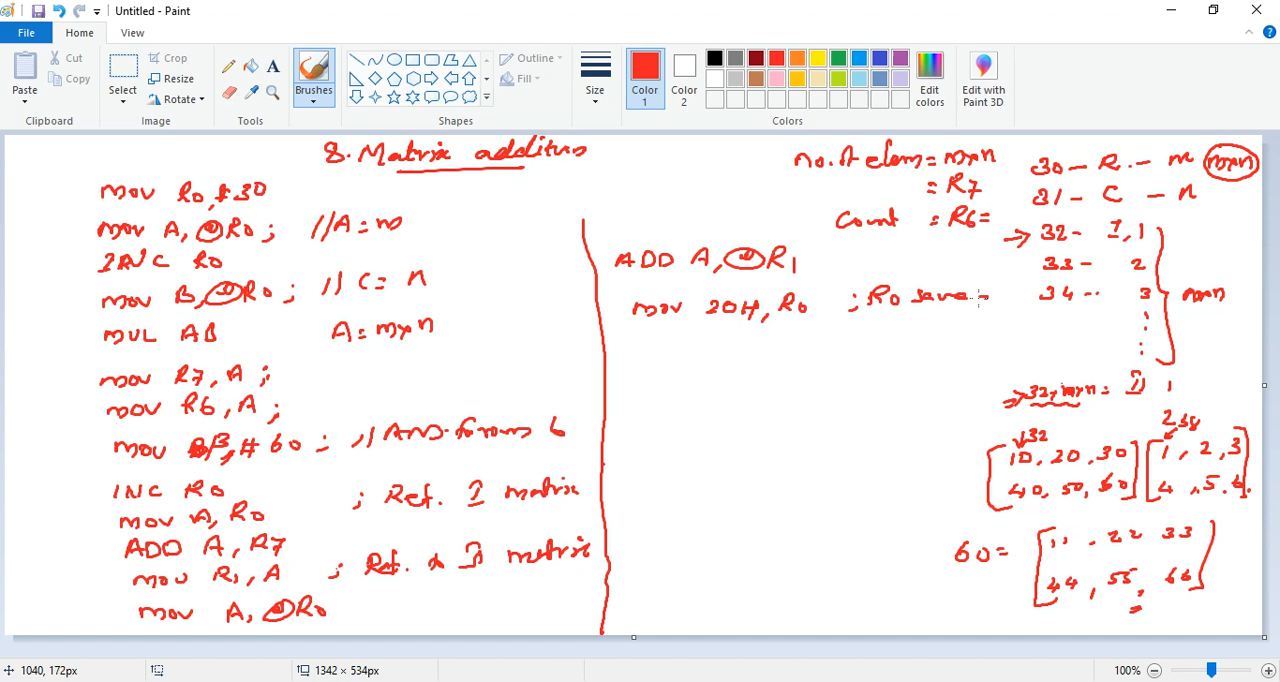 Untitled - Paint
File
Home
View
Paste
Cut
Copy
Clipboard
Select
Crop
Resize
Rotate
Image
Tools
Brushes
Shapes
Outline
Fill
Size
Color 1
Color 2
Colors
Edit colors
Edit with Paint 3D
8. Matrix addition
mov R0, #30
mov A, @R0 ; //A = m
INC R0
mov B, @R0 ; // C = n
MUL AB A = m×n
mov R7, A ;
mov R6, A ;
mov B, # 60 ; // ANS. from 6
INC R0 ; Ref. I matrix
mov A, R0
ADD A, R7
mov R1, A ; Ref. II matrix
mov A, @R0
ADD A, @R1
mov 20H, R0 ; R0 save
no. of elem = m×n
= R7
Count = R6 =
30 - R - m m×n
31 - C - n
32 - I, 1
33 - 2
34 - 3
m×n
32+m×n = II 1
2
32
38
10, 20, 30
40, 50, 60
1, 2, 3
4, 5, 6
60 =
11, 22 33
44, 55, 66
1040, 172px
1342 × 534px
100%